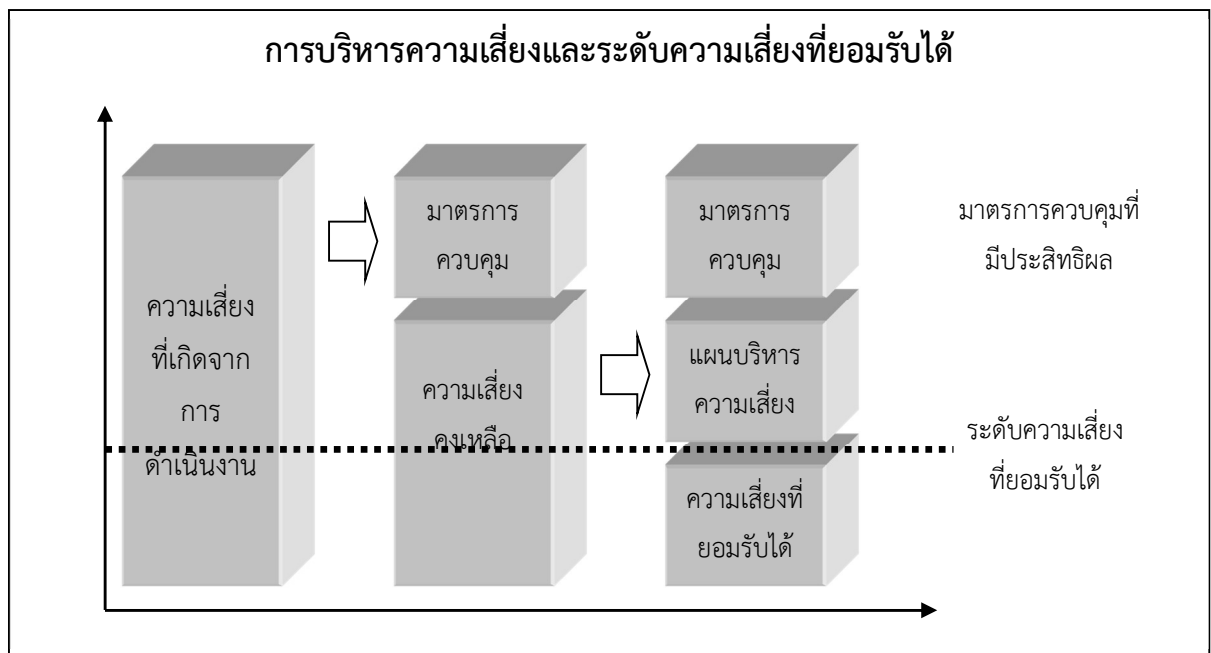 การบริหารความเสี่ยงและระดับความเสี่ยงที่ยอมรับได้
ความเสี่ยง
ที่เกิดจาก
การ
ดำเนินงาน
มาตรการ
ควบคุม
ความเสี่ยง
คงเหลือ
มาตรการ
ควบคุม
แผนบริหาร
ความเสี่ยง
ความเสี่ยงที่
ยอมรับได้
มาตรการควบคุมที่
มีประสิทธิผล
ระดับความเสี่ยง
ที่ยอมรับได้